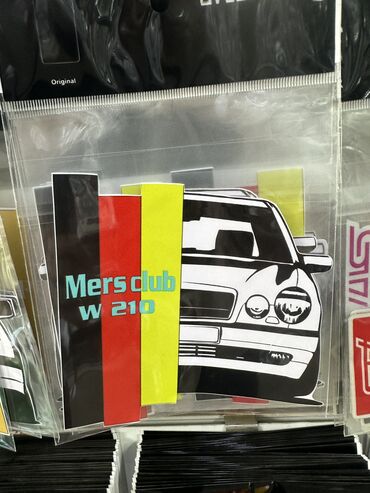 Original
Mers club
W 210